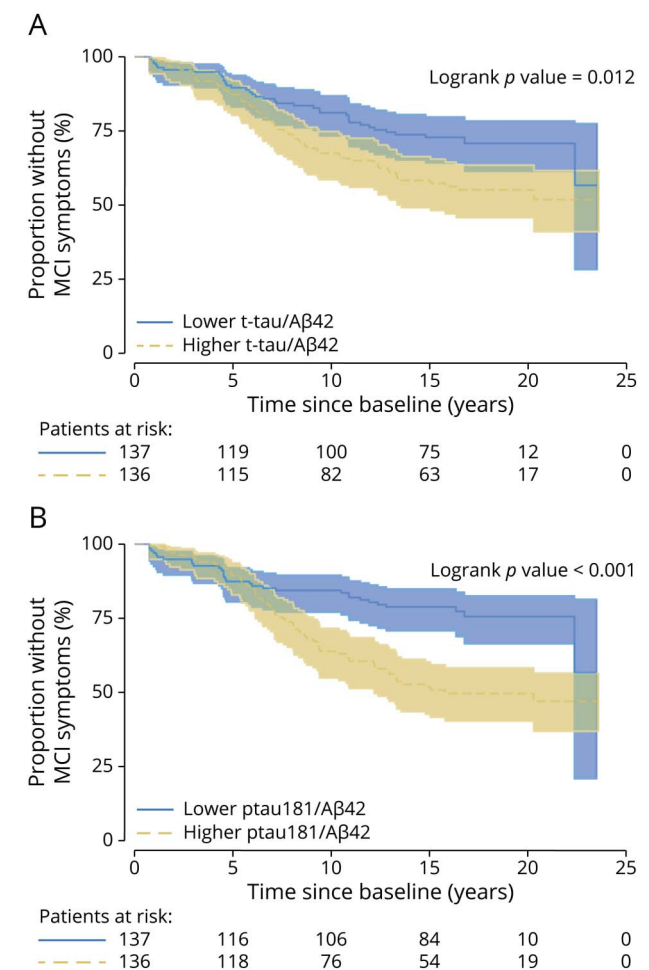 A
100
75
50
25
0
Proportion without
MCI symptoms (%)
Logrank p value = 0.012
Lower t-tau/Aβ42
Higher t-tau/Aβ42
0 5 10 15 20 25
Time since baseline (years)
Patients at risk:
137 119 100 75 12 0
136 115 82 63 17 0
B
100
75
50
25
0
Proportion without
MCI symptoms (%)
Logrank p value < 0.001
Lower ptau181/Aβ42
Higher ptau181/Aβ42
0 5 10 15 20 25
Time since baseline (years)
Patients at risk:
137 116 106 84 10 0
136 118 76 54 19 0